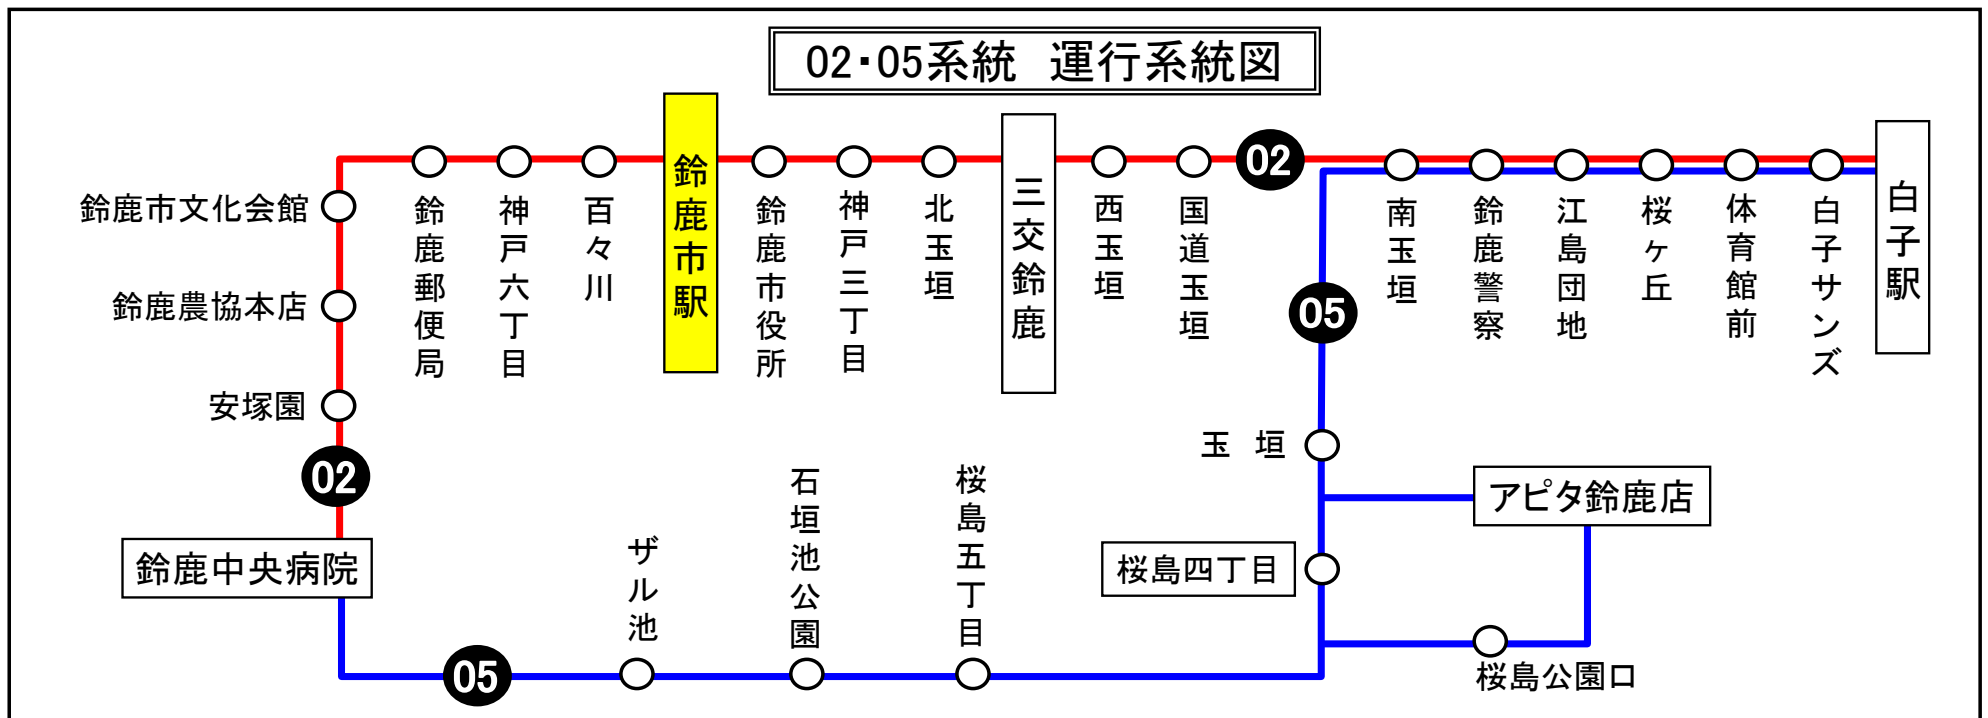 02・05系統　運行系統図
鈴鹿市文化会館
鈴鹿農協本店
安塚園
02
鈴鹿中央病院
鈴鹿郵便局
神戸六丁目
百々川
鈴鹿市駅
鈴鹿市役所
神戸三丁目
北玉垣
三交鈴鹿
西玉垣
国道玉垣
02
南玉垣
鈴鹿警察
江島団地
桜ヶ丘
体育館前
白子サンズ
白子駅
05
玉垣
アピタ鈴鹿店
桜島四丁目
桜島公園口
桜島五丁目
石垣池公園
ザル池
05